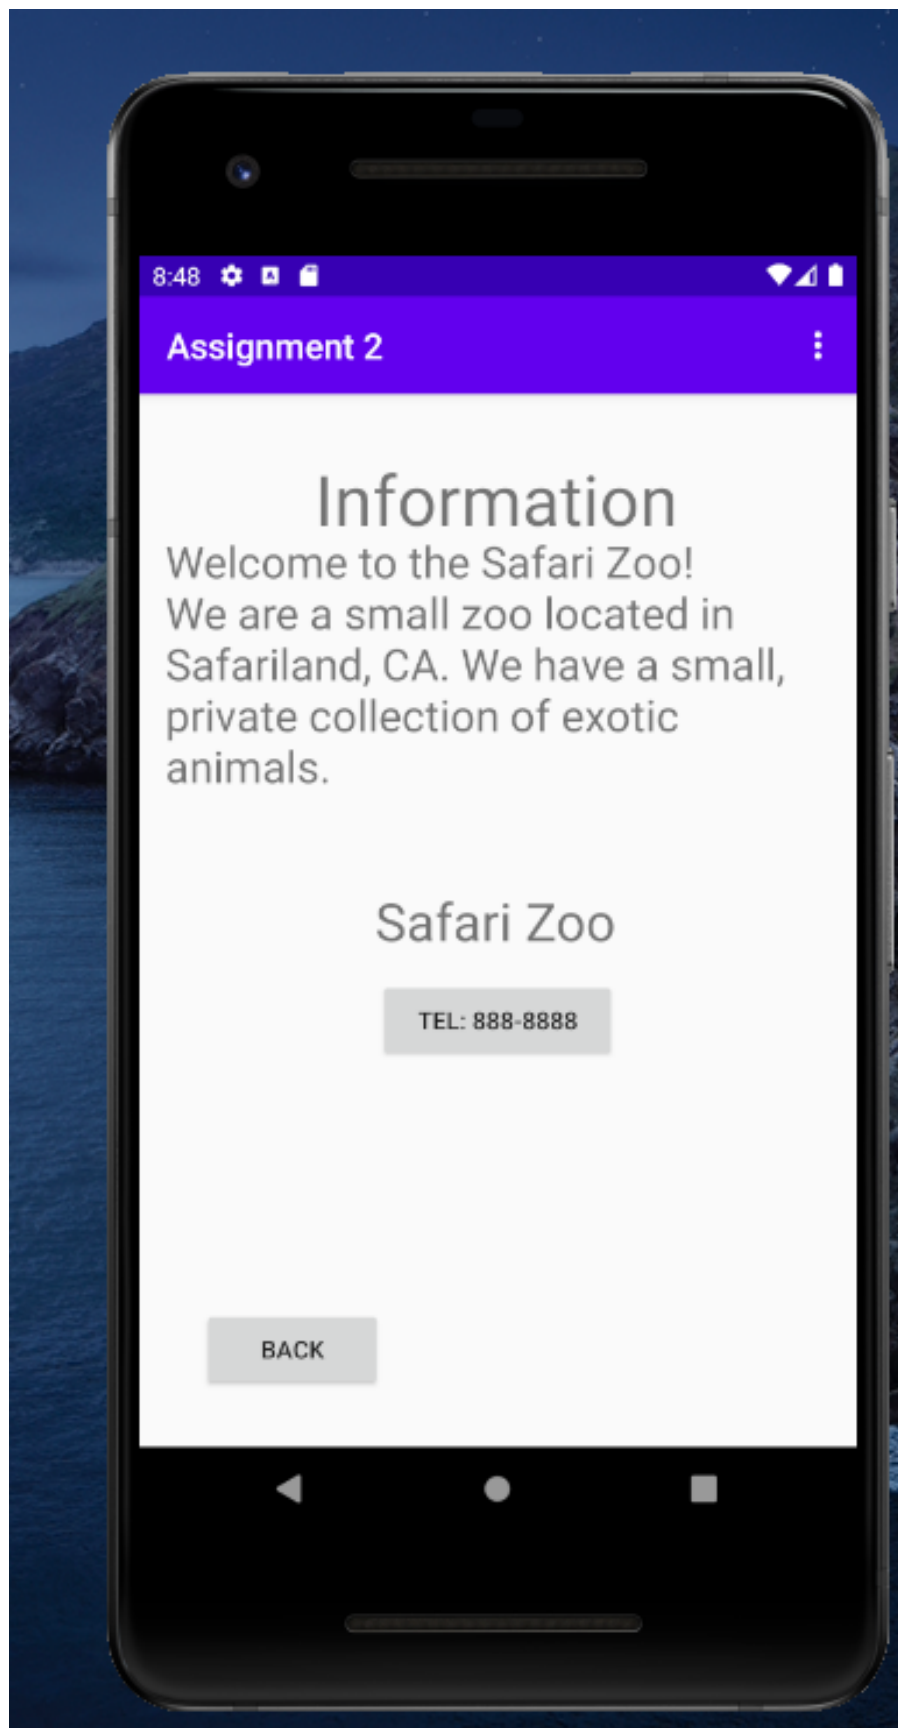 8:48
Assignment 2
Information
Welcome to the Safari Zoo!
We are a small zoo located in
Safariland, CA. We have a small,
private collection of exotic
animals.
Safari Zoo
TEL: 888-8888
BACK